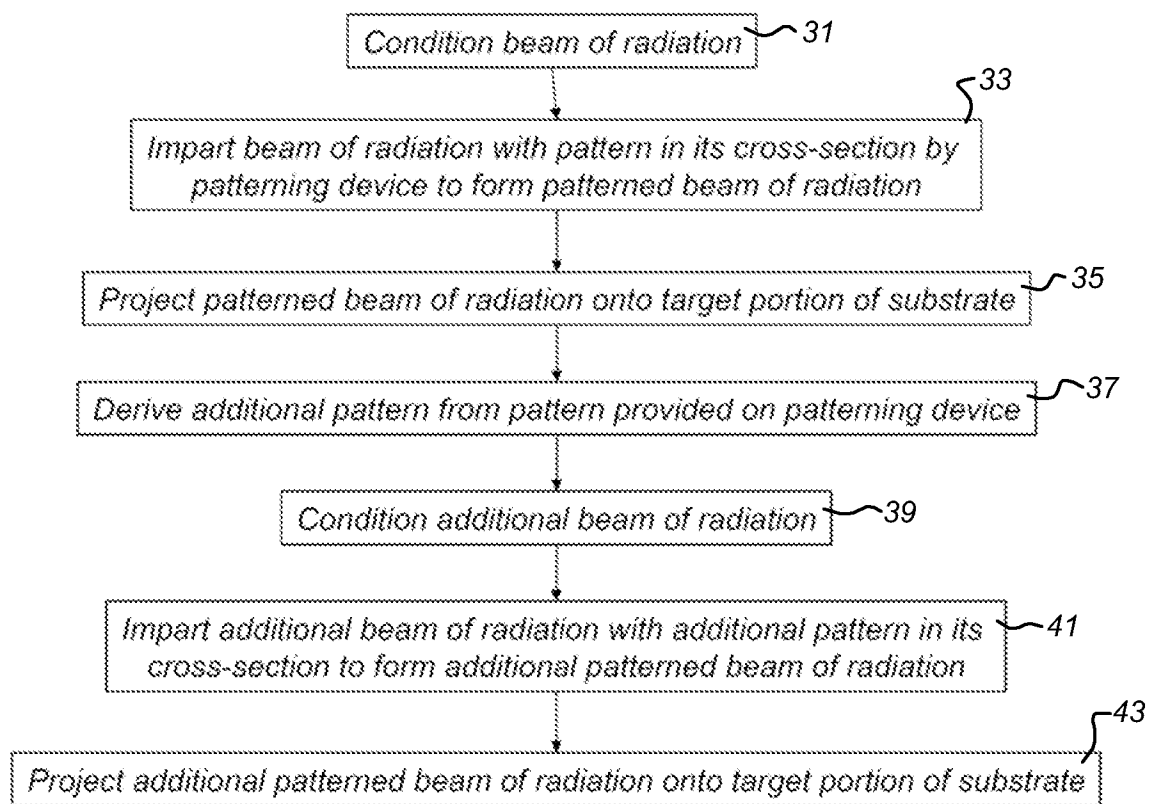 Condition beam of radiation 31
33
Impart beam of radiation with pattern in its cross-section by
patterning device to form patterned beam of radiation
Project patterned beam of radiation onto target portion of substrate 35
Derive additional pattern from pattern provided on patterning device 37
Condition additional beam of radiation 39
Impart additional beam of radiation with additional pattern in its 41
cross-section to form additional patterned beam of radiation
43
Project additional patterned beam of radiation onto target portion of substrate